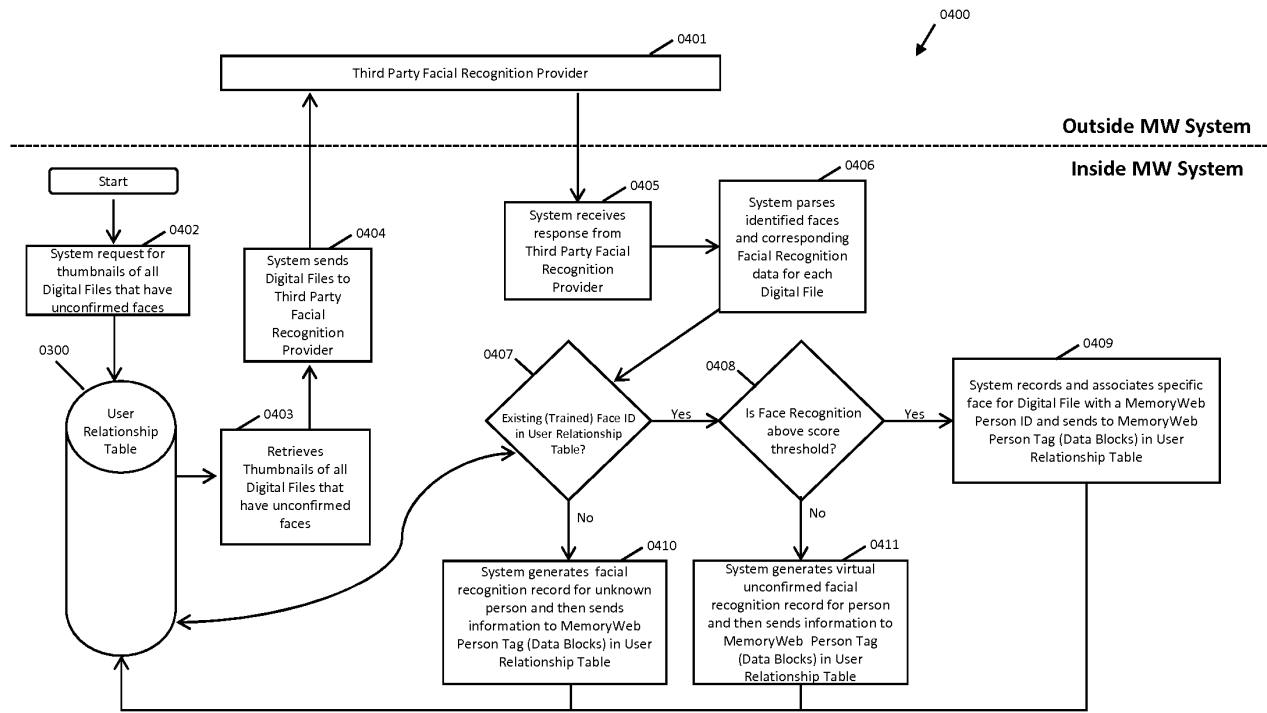 0400
0401
Third Party Facial Recognition Provider
Outside MW System
Inside MW System
Start
0402
System request for
thumbnails of all
Digital Files that have
unconfirmed faces
0300
User
Relationship
Table
0403
Retrieves
Thumbnails of all
Digital Files that
have unconfirmed
faces
0404
System sends
Digital Files to
Third Party
Facial
Recognition
Provider
0405
System receives
response from
Third Party Facial
Recognition
Provider
0406
System parses
identified faces
and corresponding
Facial Recognition
data for each
Digital File
0407
Existing (Trained) Face ID
in User Relationship
Table?
Yes
No
0408
Is Face Recognition
above score
threshold?
Yes
No
0409
System records and associates specific
face for Digital File with a MemoryWeb
Person ID and sends to MemoryWeb
Person Tag (Data Blocks) in User
Relationship Table
0410
System generates facial
recognition record for unknown
person and then sends
information to MemoryWeb
Person Tag (Data Blocks) in User
Relationship Table
0411
System generates virtual
unconfirmed facial
recognition record for person
and then sends information to
MemoryWeb Person Tag
(Data Blocks) in User
Relationship Table